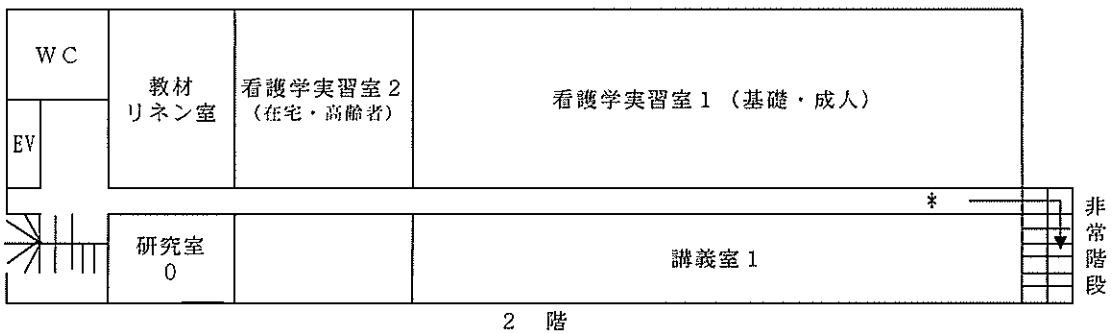 WC
教材
リネン室
看護学実習室2
(在宅・高齢者)
看護学実習室1 (基礎・成人)
EV
*
非常階段
研究室
0
講義室1
2 階